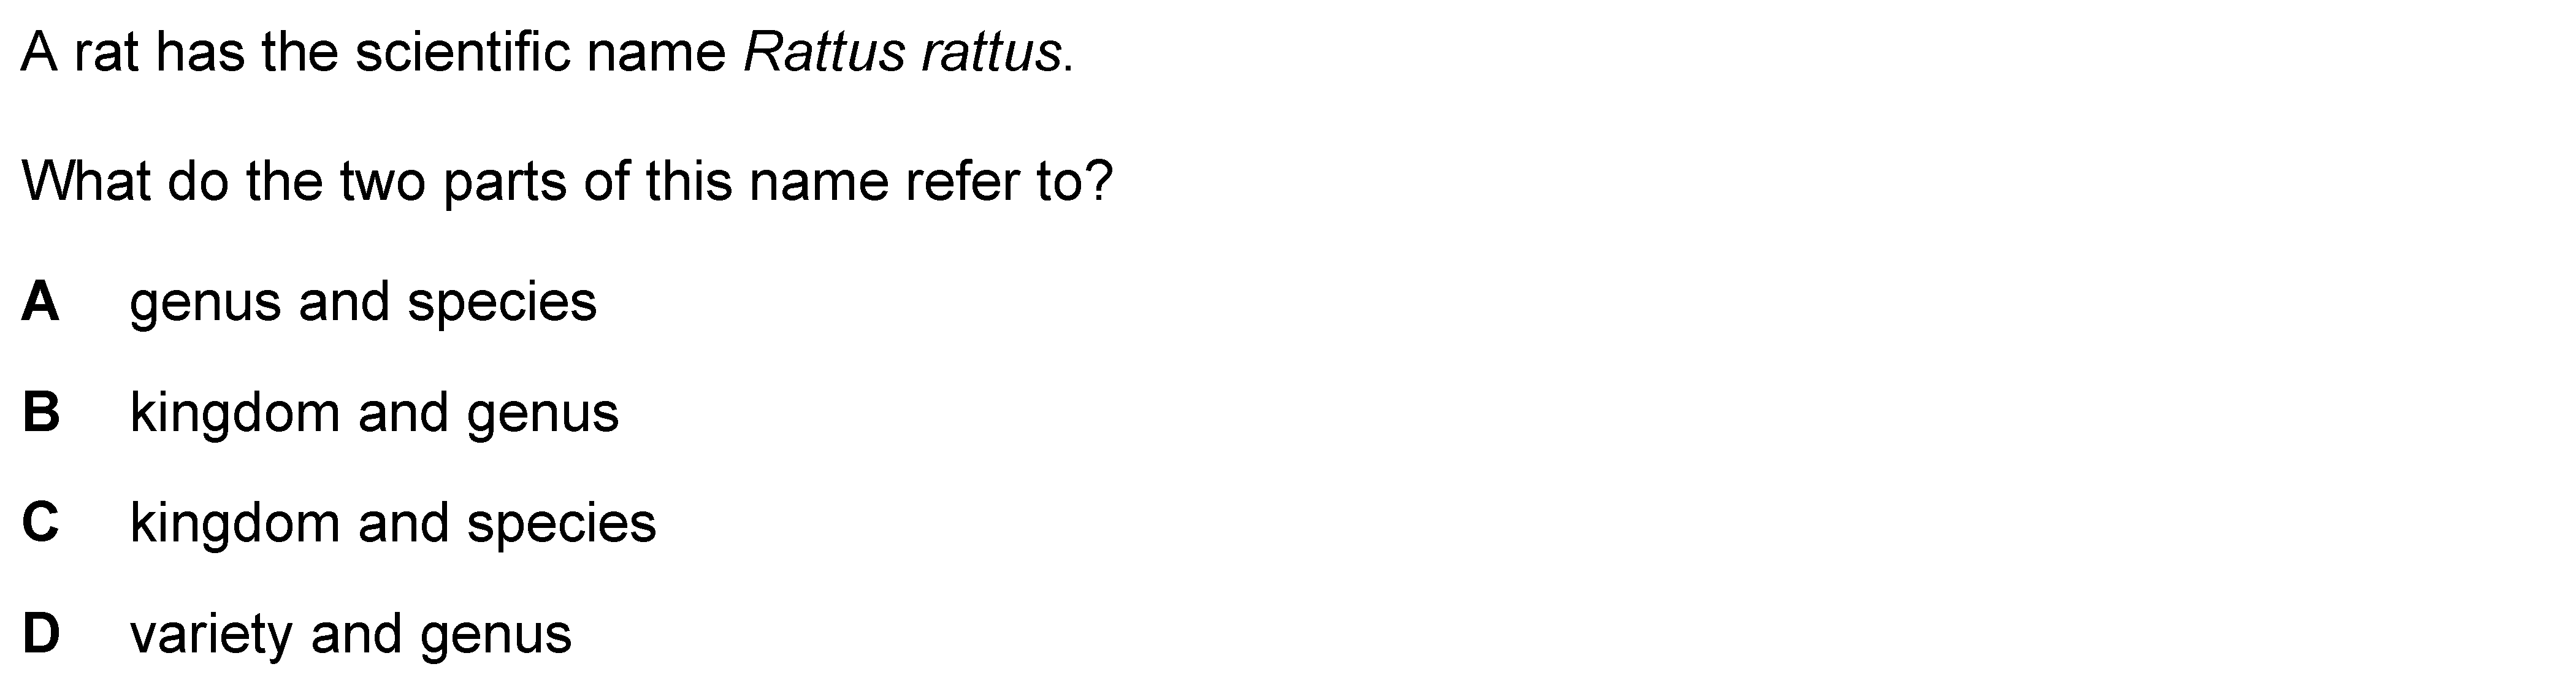 A rat has the scientific name Rattus rattus.
What do the two parts of this name refer to?
A genus and species
B kingdom and genus
C kingdom and species
D variety and genus